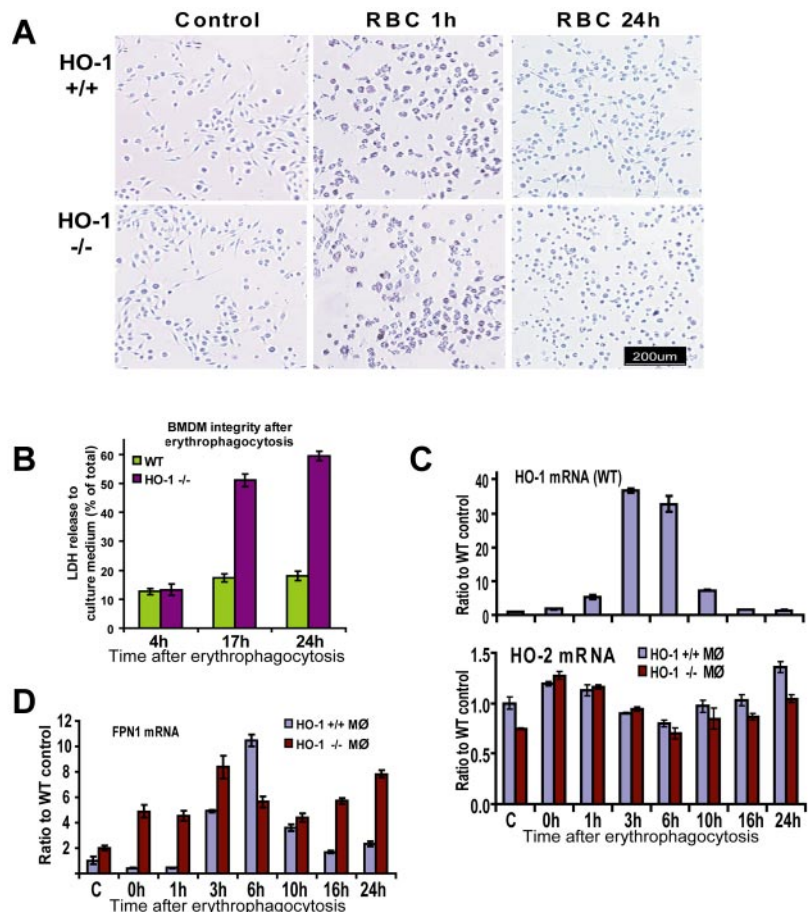 A
Control
RBC 1h
RBC 24h
HO-1
+/+
HO-1
-/-
200um
B
BMDM integrity after
erythrophagocytosis
WT
HO-1 -/-
LDH release to
culture medium (% of total)
60
50
40
30
20
10
0
4h
17h
24h
Time after erythrophagocytosis
C
HO-1 mRNA (WT)
Ratio to WT control
40
30
20
10
0
HO-2 mRNA
HO-1 +/+ MØ
HO-1 -/- MØ
Ratio to WT control
1.5
1.0
0.5
0.0
C
0h
1h
3h
6h
10h
16h
24h
Time after erythrophagocytosis
D
FPN1 mRNA
HO-1 +/+ MØ
HO-1 -/- MØ
Ratio to WT control
12
10
8
6
4
2
C
0h
1h
3h
6h
10h
16h
24h
Time after erythrophagocytosis